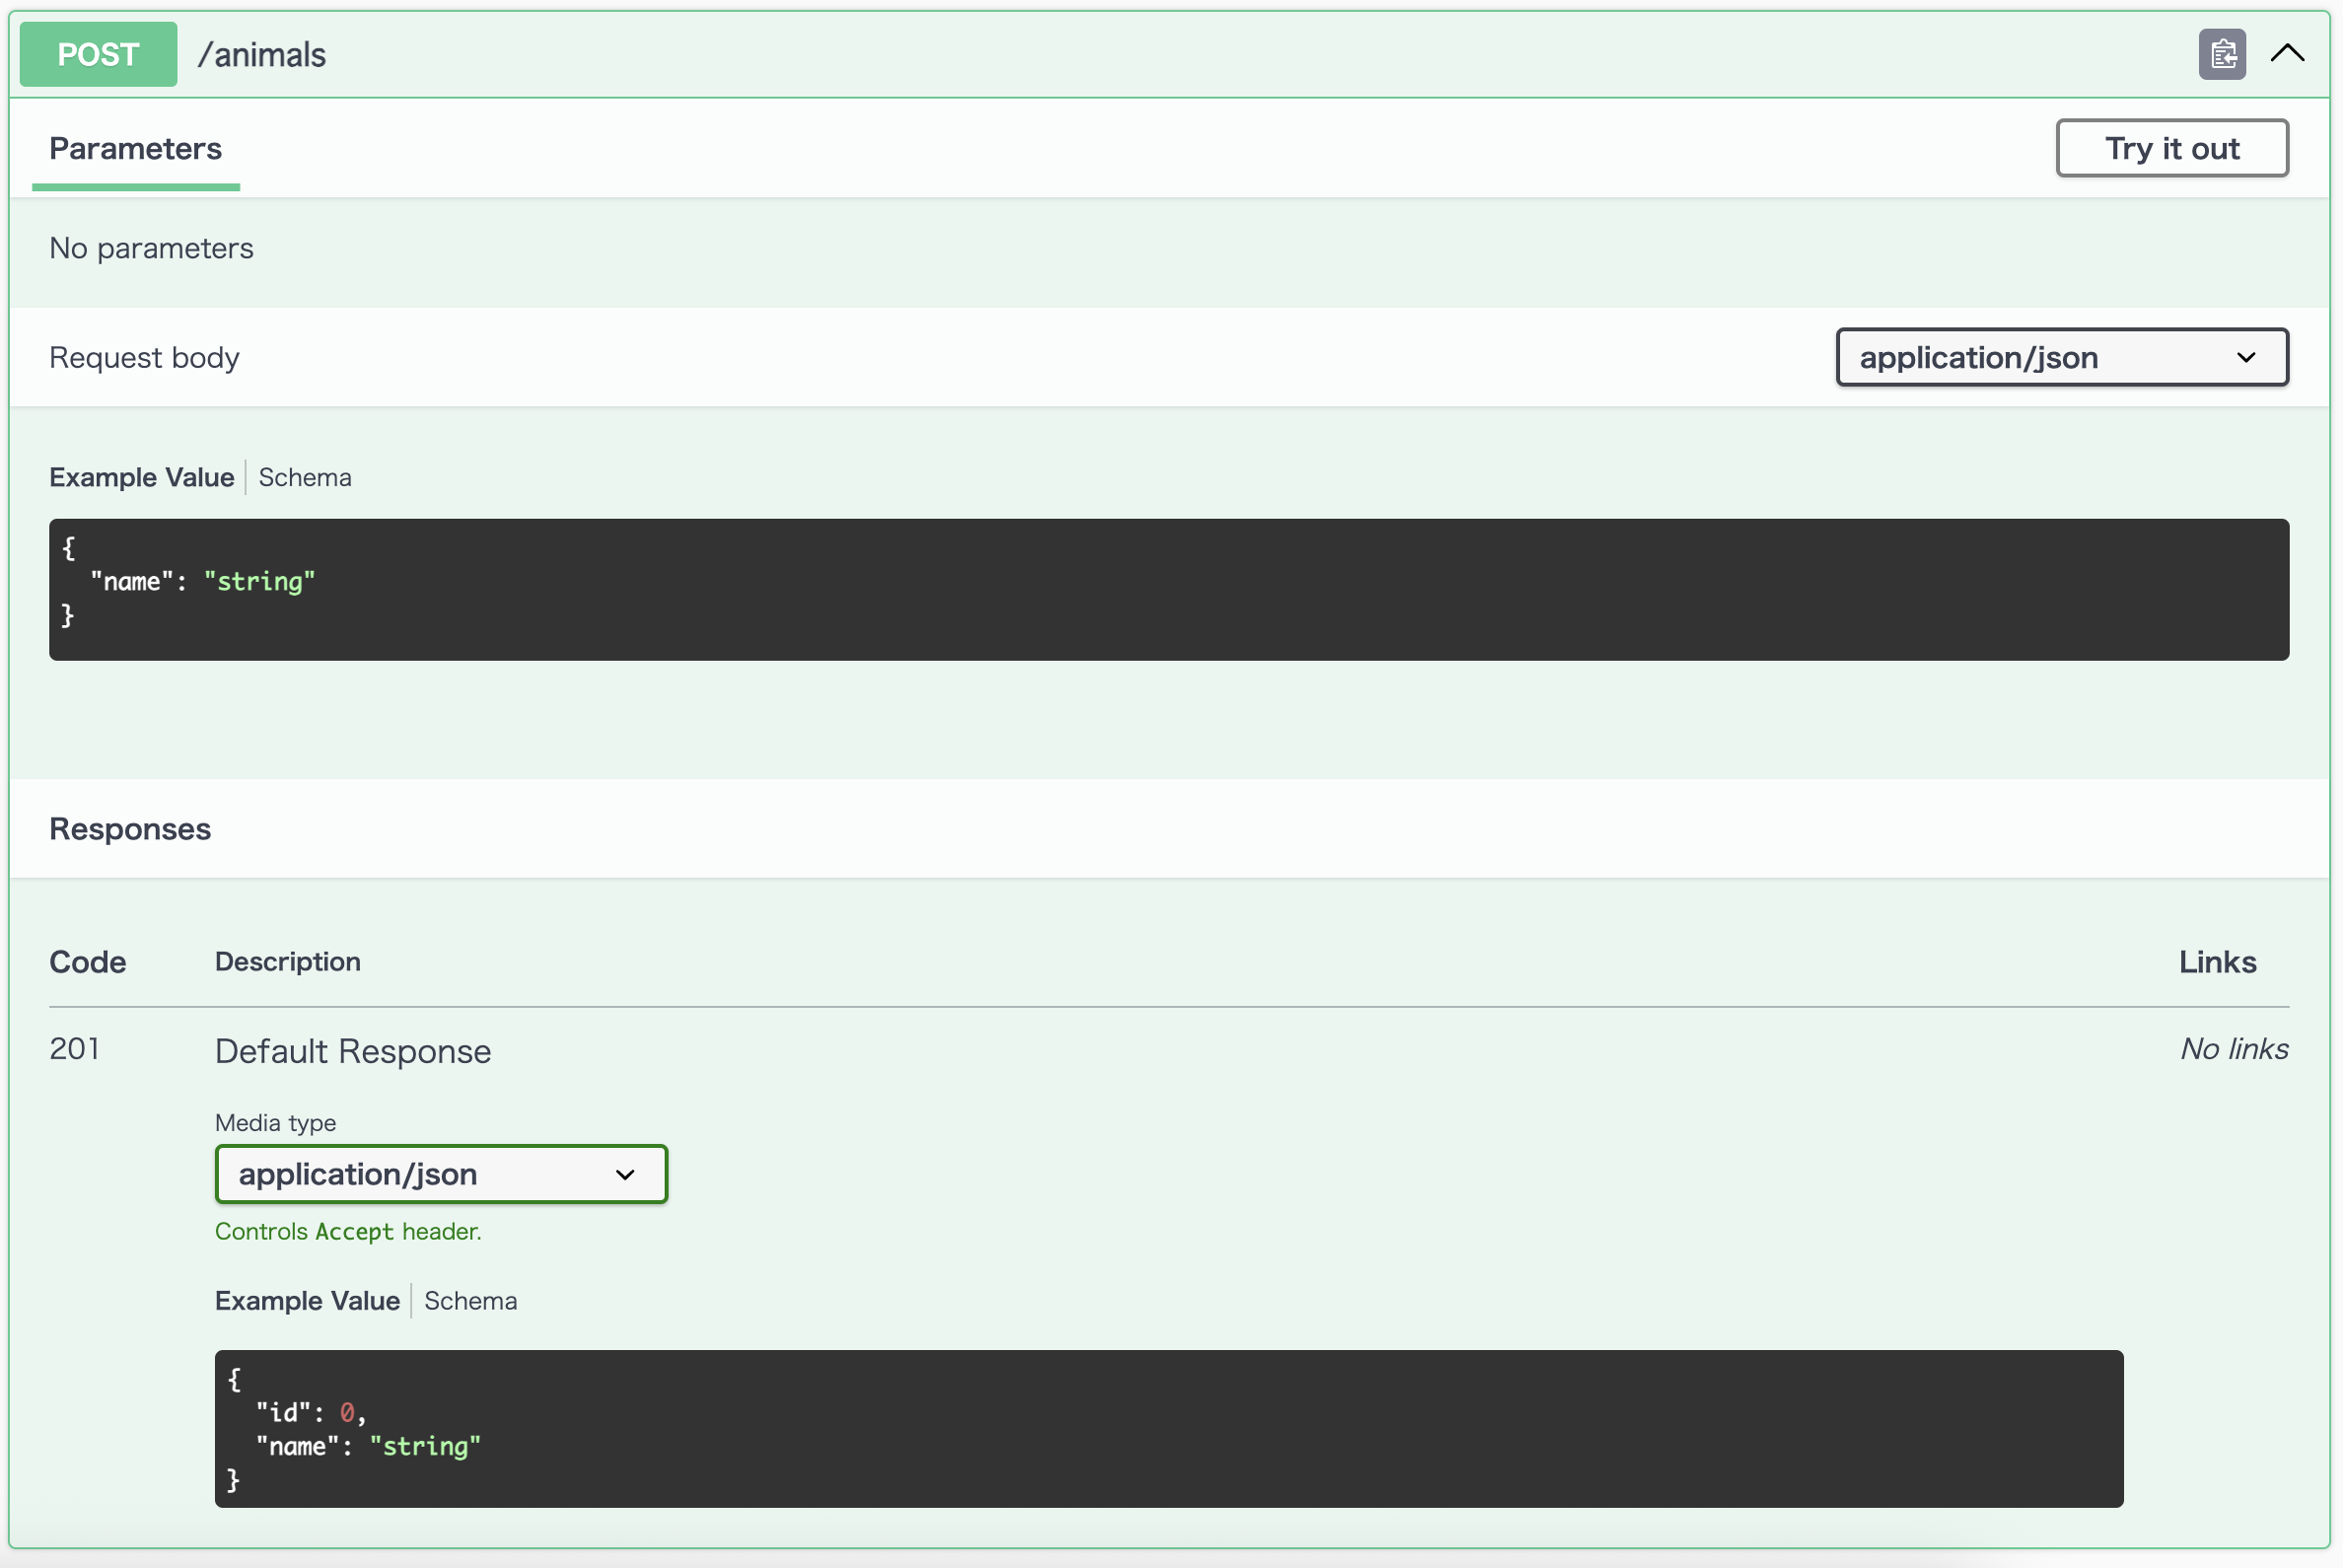 POST /animals
Parameters
Try it out
No parameters
Request body
application/json
Example Value
Schema
{
  "name": "string"
}
Responses
Code Description Links
201 Default Response No links
Media type
application/json
Controls Accept header.
Example Value
Schema
{
  "id": 0,
  "name": "string"
}